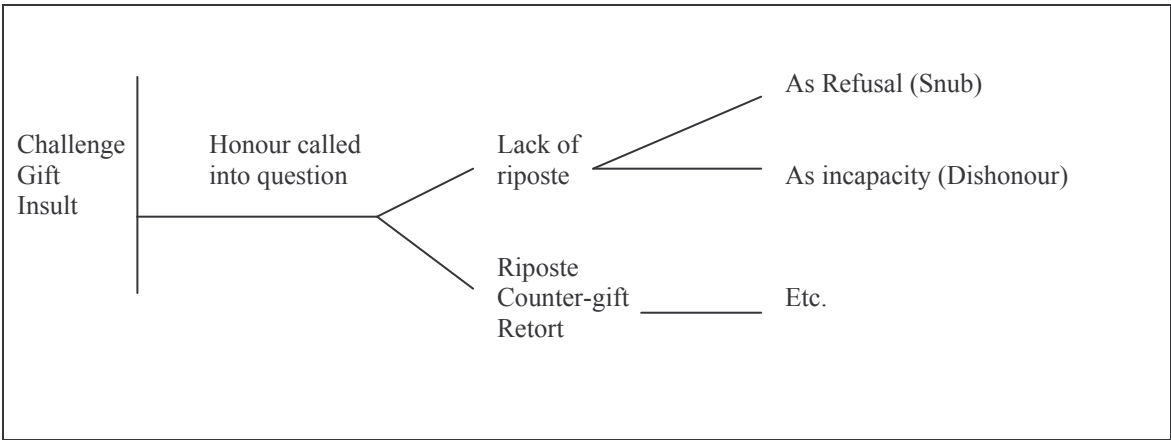 Challenge
Gift
Insult
Honour called
into question
Lack of
riposte
As Refusal (Snub)
As incapacity (Dishonour)
Riposte
Counter-gift
Retort
Etc.